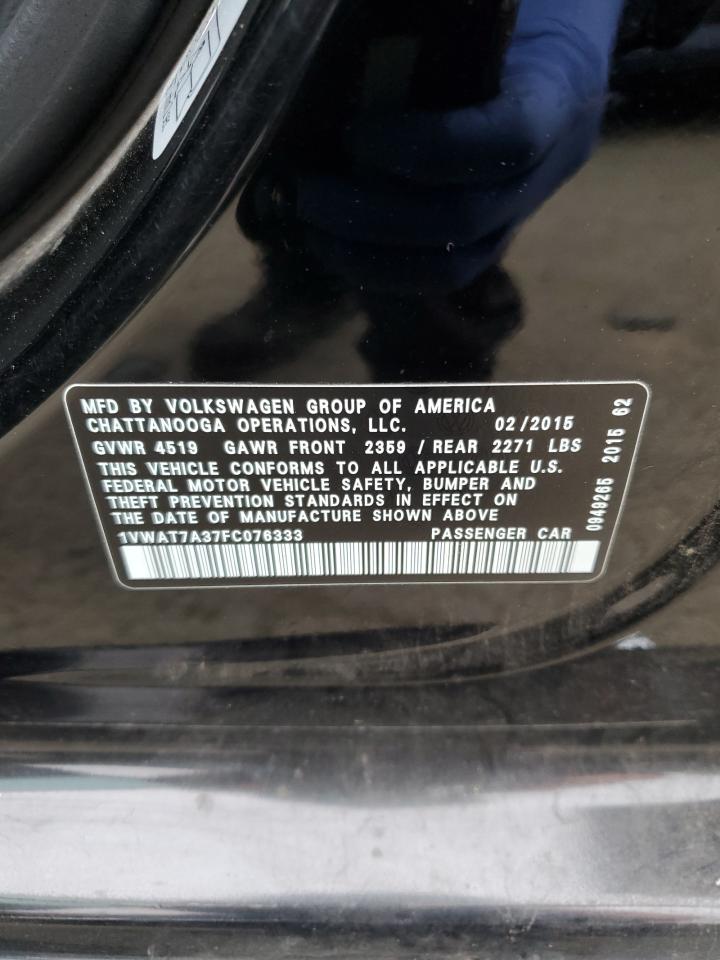 MFD BY VOLKSWAGEN GROUP OF AMERICA
CHATTANOOGA OPERATIONS, LLC. 02/2015
GVWR 4519 GAWR FRONT 2359 / REAR 2271 LBS
THIS VEHICLE CONFORMS TO ALL APPLICABLE U.S.
FEDERAL MOTOR VEHICLE SAFETY, BUMPER AND
THEFT PREVENTION STANDARDS IN EFFECT ON
THE DATE OF MANUFACTURE SHOWN ABOVE
1VWAT7A37FC076333 PASSENGER CAR
0949285 2015 62